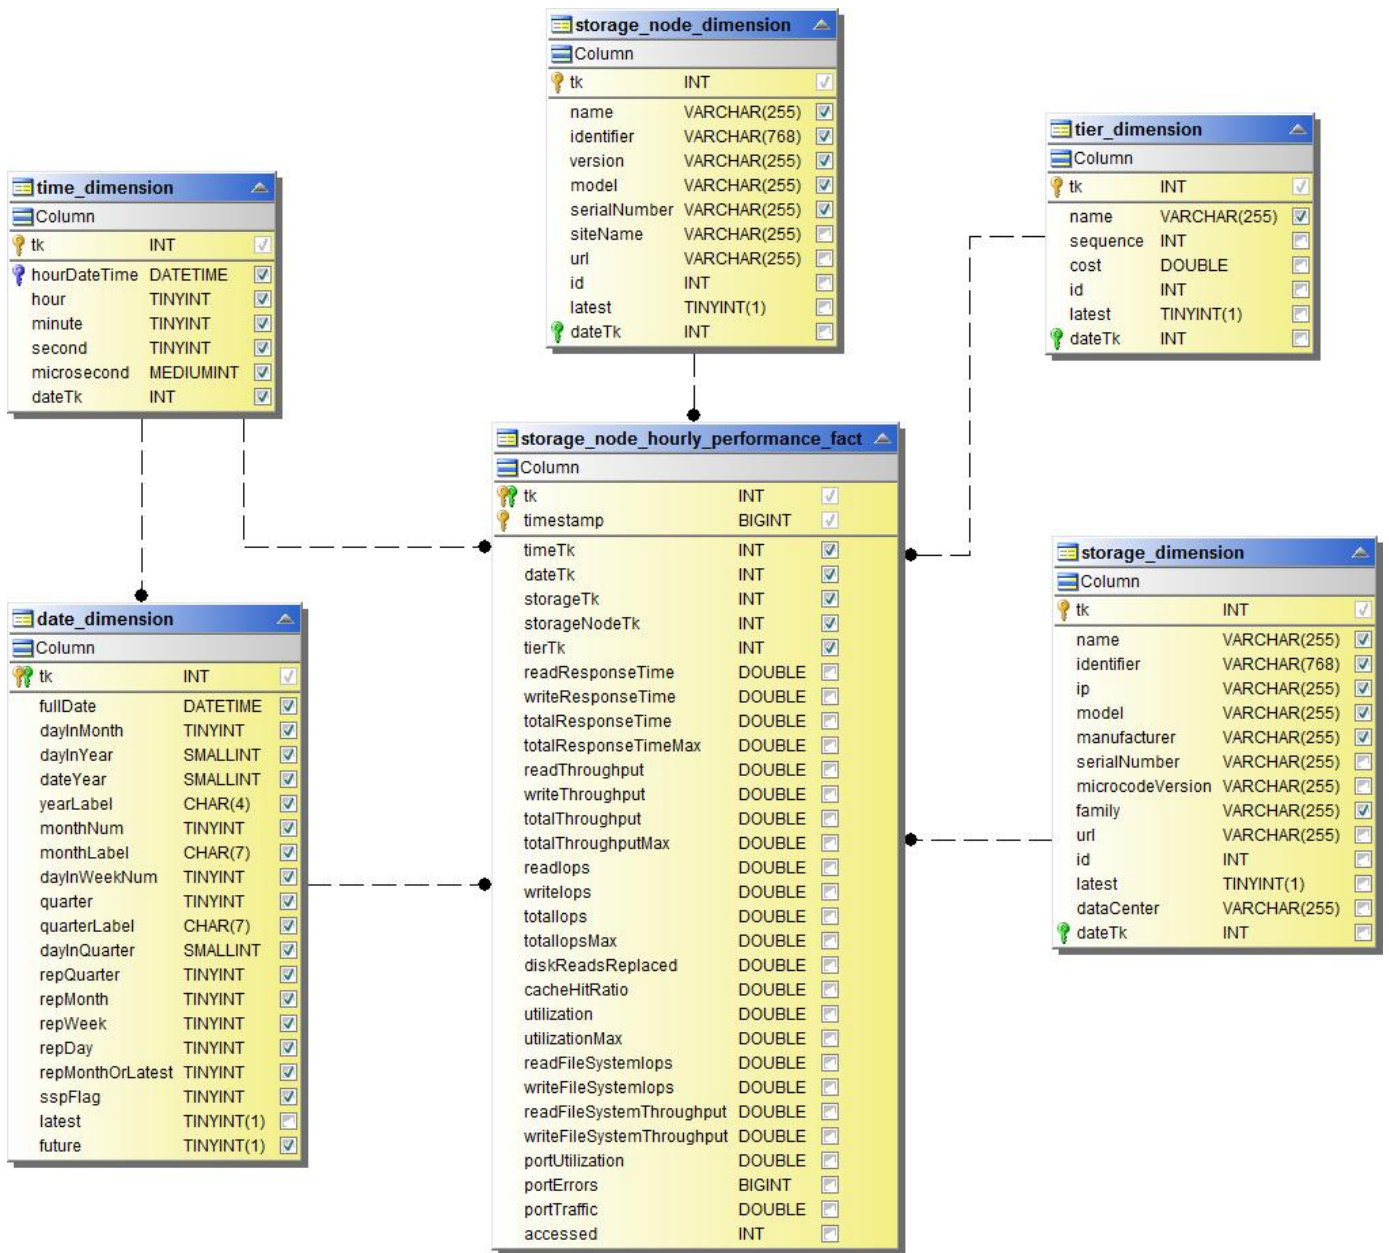 storage_node_dimension
Column
tk INT
name VARCHAR(255)
identifier VARCHAR(768)
version VARCHAR(255)
model VARCHAR(255)
serialNumber VARCHAR(255)
siteName VARCHAR(255)
url VARCHAR(255)
id INT
latest TINYINT(1)
dateTk INT
tier_dimension
Column
tk INT
name VARCHAR(255)
sequence INT
cost DOUBLE
id INT
latest TINYINT(1)
dateTk INT
time_dimension
Column
tk INT
hourDateTime DATETIME
hour TINYINT
minute TINYINT
second TINYINT
microsecond MEDIUMINT
dateTk INT
storage_node_hourly_performance_fact
Column
tk INT
timestamp BIGINT
timeTk INT
dateTk INT
storageTk INT
storageNodeTk INT
tierTk INT
readResponseTime DOUBLE
writeResponseTime DOUBLE
totalResponseTime DOUBLE
totalResponseTimeMax DOUBLE
readThroughput DOUBLE
writeThroughput DOUBLE
totalThroughput DOUBLE
totalThroughputMax DOUBLE
readIops DOUBLE
writeIops DOUBLE
totalIops DOUBLE
totalIopsMax DOUBLE
diskReadsReplaced DOUBLE
cacheHitRatio DOUBLE
utilization DOUBLE
utilizationMax DOUBLE
readFileSystemIops DOUBLE
writeFileSystemIops DOUBLE
readFileSystemThroughput DOUBLE
writeFileSystemThroughput DOUBLE
portUtilization DOUBLE
portErrors BIGINT
portTraffic DOUBLE
accessed INT
storage_dimension
Column
tk INT
name VARCHAR(255)
identifier VARCHAR(768)
ip VARCHAR(255)
model VARCHAR(255)
manufacturer VARCHAR(255)
serialNumber VARCHAR(255)
microcodeVersion VARCHAR(255)
family VARCHAR(255)
url VARCHAR(255)
id INT
latest TINYINT(1)
dataCenter VARCHAR(255)
dateTk INT
date_dimension
Column
tk INT
fullDate DATETIME
dayInMonth TINYINT
dayInYear SMALLINT
dateYear SMALLINT
yearLabel CHAR(4)
monthNum TINYINT
monthLabel CHAR(7)
dayInWeekNum TINYINT
quarter TINYINT
quarterLabel CHAR(7)
dayInQuarter SMALLINT
repQuarter TINYINT
repMonth TINYINT
repWeek TINYINT
repDay TINYINT
repMonthOrLatest TINYINT
sspFlag TINYINT
latest TINYINT(1)
future TINYINT(1)